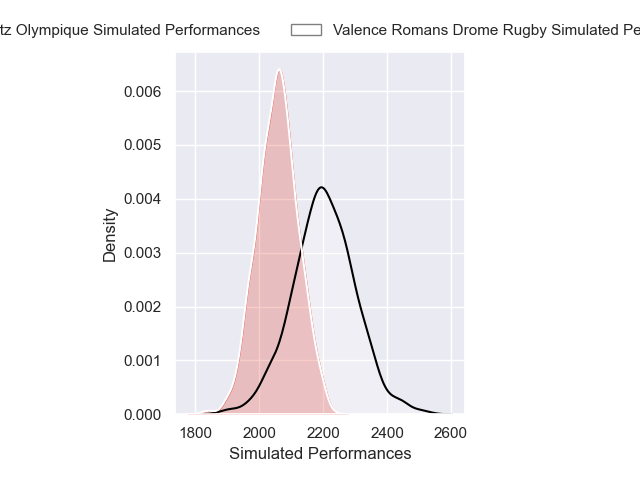 tz Olympique Simulated Performances
Valence Romans Drome Rugby Simulated Pe
0.006
0.005
0.004
0.003
0.002
0.001
0.000
Density
1800 2000 2200 2400 2600
Simulated Performances